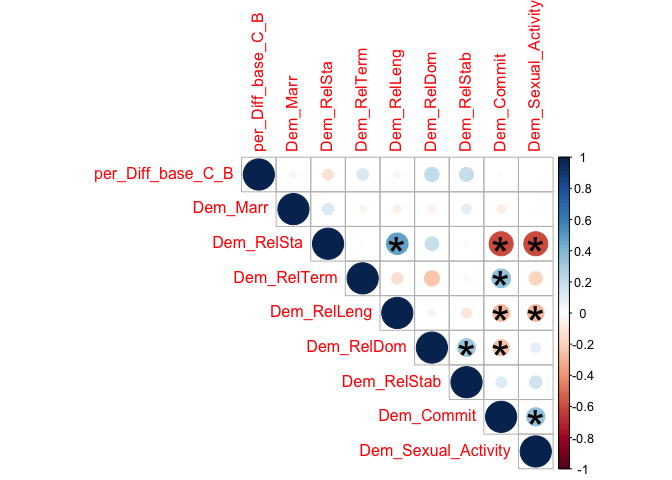 per_Diff_base_C_B
Dem_Marr
Dem_RelSta
Dem_RelTerm
Dem_RelLeng
Dem_RelDom
Dem_RelStab
Dem_Commit
Dem_Sexual_Activity
per_Diff_base_C_B
Dem_Marr
Dem_RelSta
Dem_RelTerm
Dem_RelLeng
Dem_RelDom
Dem_RelStab
Dem_Commit
Dem_Sexual_Activity
* * *
*
* *
* *
*
1
0.8
0.6
0.4
0.2
0
-0.2
-0.4
-0.6
-0.8
-1